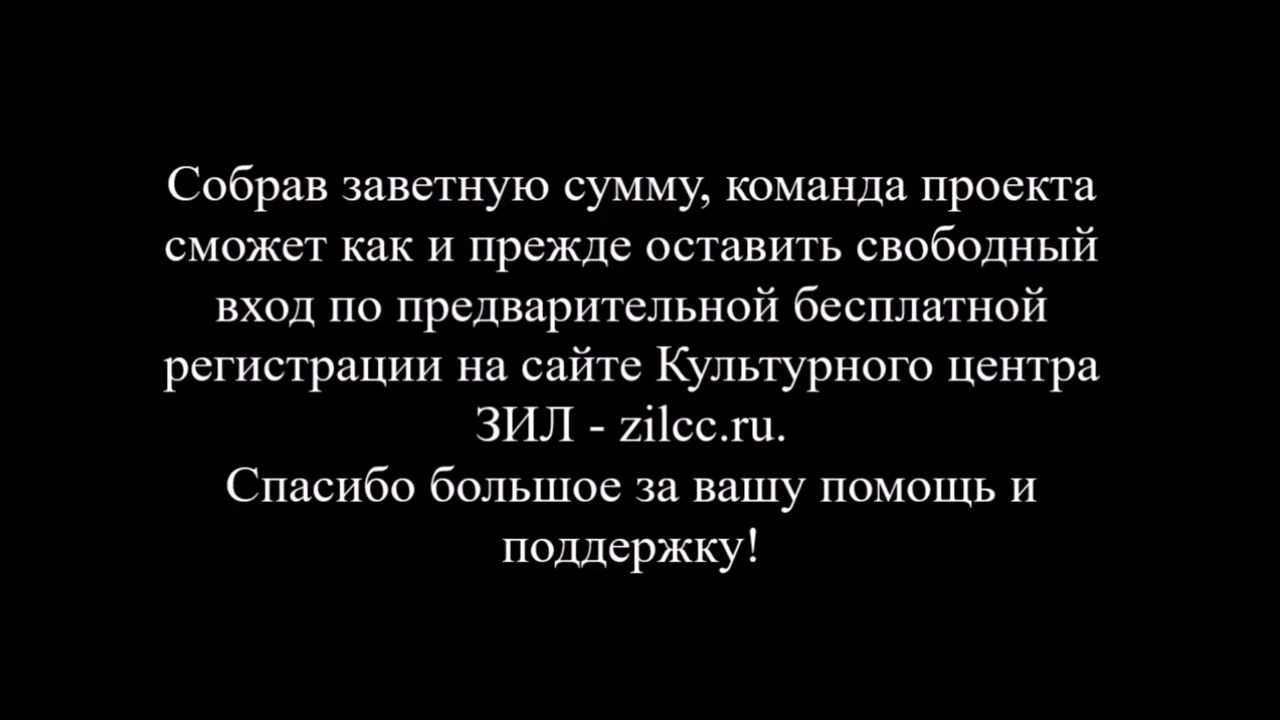 Собрав заветную сумму, команда проекта
сможет как и прежде оставить свободный
вход по предварительной бесплатной
регистрации на сайте Культурного центра
ЗИЛ - zilcc.ru.
Спасибо большое за вашу помощь и
поддержку!